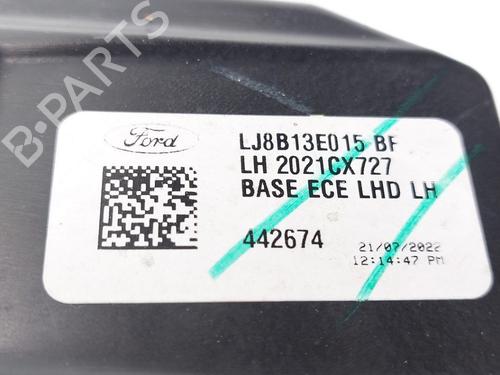 B-PARTS
Ford
LJ8B13E015 BF
LH 2021CX727
BASE ECE LHD LH
442674
21/07/2022
12:14:47 PM